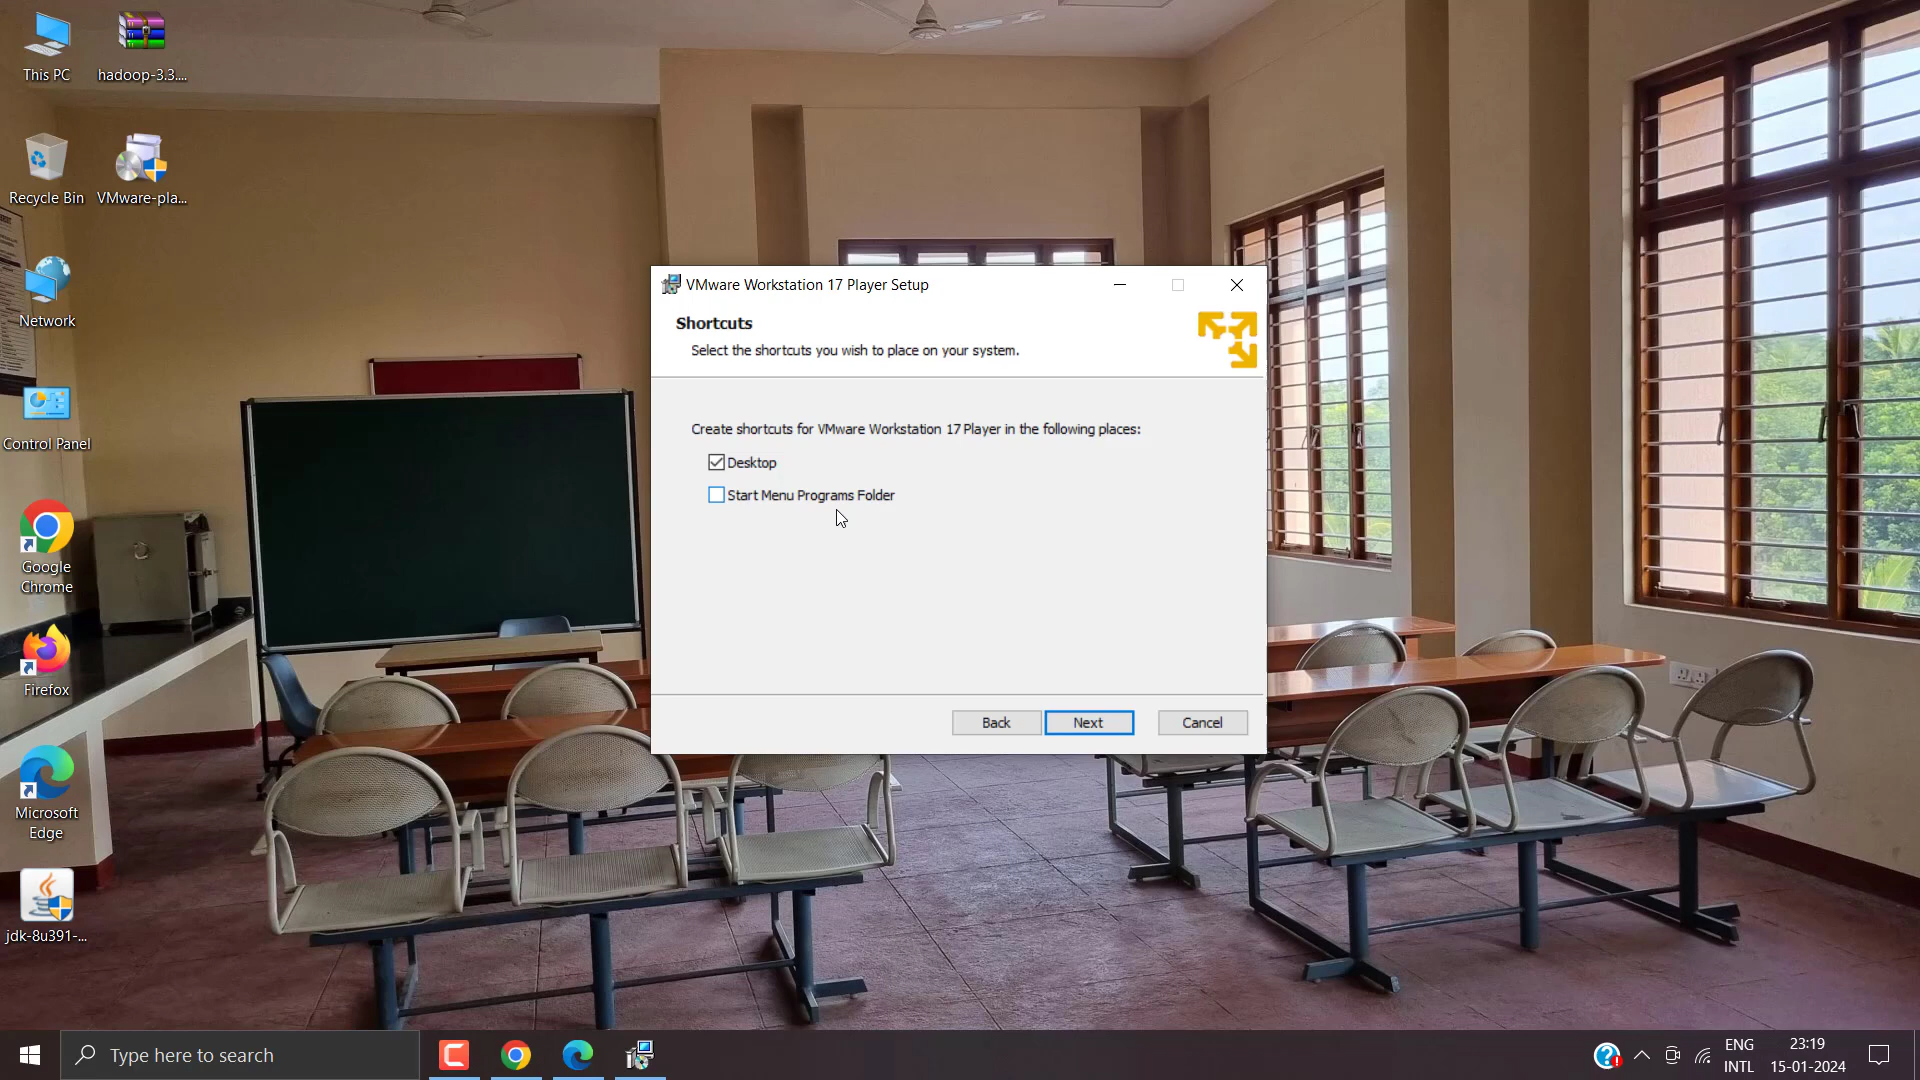 This PC
hadoop-3.3....
Recycle Bin
VMware-pla...
Network
Control Panel
Google
Chrome
Firefox
Microsoft
Edge
jdk-8u391-...
VMware Workstation 17 Player Setup
Shortcuts
Select the shortcuts you wish to place on your system.
Create shortcuts for VMware Workstation 17 Player in the following places:
Desktop
Start Menu Programs Folder
Back
Next
Cancel
Type here to search
ENG
INTL
23:19
15-01-2024